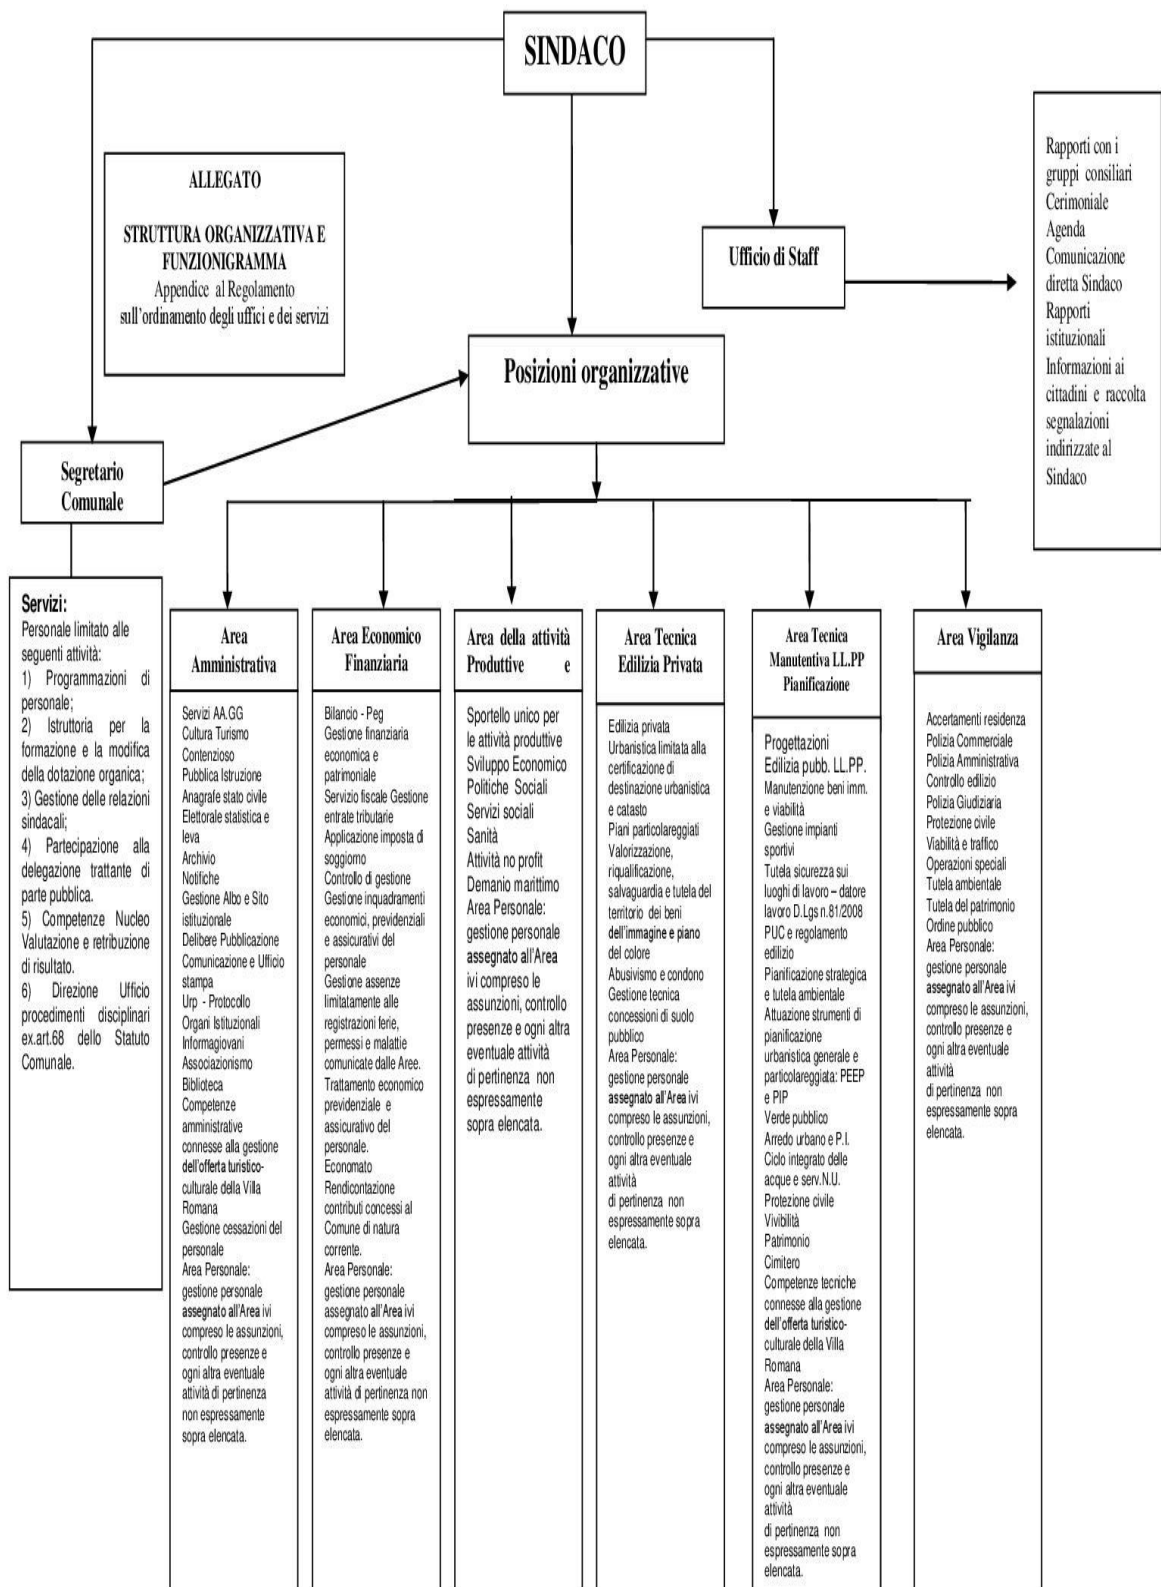 SINDACO
ALLEGATO
STRUTTURA ORGANIZZATIVA E
FUNZIONIGRAMMA
Appendice al Regolamento
sull'ordinamento degli uffici e dei servizi
Ufficio di Staff
Rapporti con i
gruppi consiliari
Cerimoniale
Agenda
Comunicazione
diretta Sindaco
Rapporti
istituzionali
Informazioni ai
cittadini e raccolta
segnalazioni
indirizzate al
Sindaco
Posizioni organizzative
Segretario
Comunale
Servizi:
Personale limitato alle
seguenti attività:
1) Programmazioni di
personale;
2) Istruttoria per la
formazione e la modifica
della dotazione organica;
3) Gestione delle relazioni
sindacali;
4) Partecipazione alla
delegazione trattante di
parte pubblica.
5) Competenze Nucleo
Valutazione e retribuzione
di risultato.
6) Direzione Ufficio
procedimenti disciplinari
ex.art.68 dello Statuto
Comunale.
Area
Amministrativa
Servizi AA.GG
Cultura Turismo
Contenzioso
Pubblica Istruzione
Anagrafe stato civile
Elettorale statistica e
leva
Archivio
Notifiche
Gestione Albo e Sito
istituzionale
Delibere Pubblicazione
Comunicazione e Ufficio
stampa
Urp - Protocollo
Organi Istituzionali
Informagiovani
Associazionismo
Biblioteca
Competenze
amministrative
connesse alla gestione
dell'offerta turistico-
culturale della Villa
Romana
Gestione cessazioni del
personale
Area Personale:
gestione personale
assegnato all'Area ivi
compreso le assunzioni,
controllo presenze e
ogni altra eventuale
attività di pertinenza
non espressamente
sopra elencata.
Area Economico
Finanziaria
Bilancio - Peg
Gestione finanziaria
economica e
patrimoniale
Servizio fiscale Gestione
entrate tributarie
Applicazione imposta di
soggiorno
Controllo di gestione
Gestione inquadramenti
economici, previdenziali
e assicurativi del
personale
Gestione assenze
limitatamente alle
registrazioni ferie,
permessi e malattie
comunicate dalle Aree.
Trattamento economico
previdenziale e
assicurativo del
personale.
Economato
Rendicontazione
contributi concessi al
Comune di natura
corrente.
Area Personale:
gestione personale
assegnato all'Area ivi
compreso le assunzioni,
controllo presenze e
ogni altra eventuale
attività di pertinenza non
espressamente sopra
elencata.
Area della attività
Produttive e
Sportello unico per
le attività produttive
Sviluppo Economico
Politiche Sociali
Servizi sociali
Sanità
Attività no profit
Demanio marittimo
Area Personale:
gestione personale
assegnato all'Area
ivi compreso le
assunzioni, controllo
presenze e ogni altra
eventuale attività
di pertinenza non
espressamente
sopra elencata.
Area Tecnica
Edilizia Privata
Edilizia privata
Urbanistica limitata alla
certificazione di
destinazione urbanistica
e catasto
Piani particolareggiati
Valorizzazione,
riqualificazione,
salvaguardia e tutela del
territorio dei beni
dell'immagine e piano
del colore
Abusivismo e condono
Gestione tecnica
concessioni di suolo
pubblico
Area Personale:
gestione personale
assegnato all'Area ivi
compreso le assunzioni,
controllo presenze e
ogni altra eventuale
attività
di pertinenza non
espressamente sopra
elencata.
Area Tecnica
Manutentiva LL.PP
Pianificazione
Progettazioni
Edilizia pubb. LL.PP.
Manutenzione beni imm.
e viabilità
Gestione impianti
sportivi
Tutela sicurezza sui
luoghi di lavoro – datore
lavoro D.Lgs n.81/2008
PUC e regolamento
edilizio
Pianificazione strategica
e tutela ambientale
Attuazione strumenti di
pianificazione
urbanistica generale e
particolareggiata: PEEP
e PIP
Verde pubblico
Arredo urbano e P.I.
Ciclo integrato delle
acque e serv.N.U.
Protezione civile
Vivibilità
Patrimonio
Cimitero
Competenze tecniche
connesse alla gestione
dell'offerta turistico-
culturale della Villa
Romana
Area Personale:
gestione personale
assegnato all'Area ivi
compreso le assunzioni,
controllo presenze e
ogni altra eventuale
attività
di pertinenza non
espressamente sopra
elencata.
Area Vigilanza
Accertamenti residenza
Polizia Commerciale
Polizia Amministrativa
Controllo edilizio
Polizia Giudiziaria
Protezione civile
Viabilità e traffico
Operazioni speciali
Tutela ambientale
Tutela del patrimonio
Ordine pubblico
Area Personale:
gestione personale
assegnato all'Area ivi
compreso le assunzioni,
controllo presenze e
ogni altra eventuale
attività
di pertinenza non
espressamente sopra
elencata.